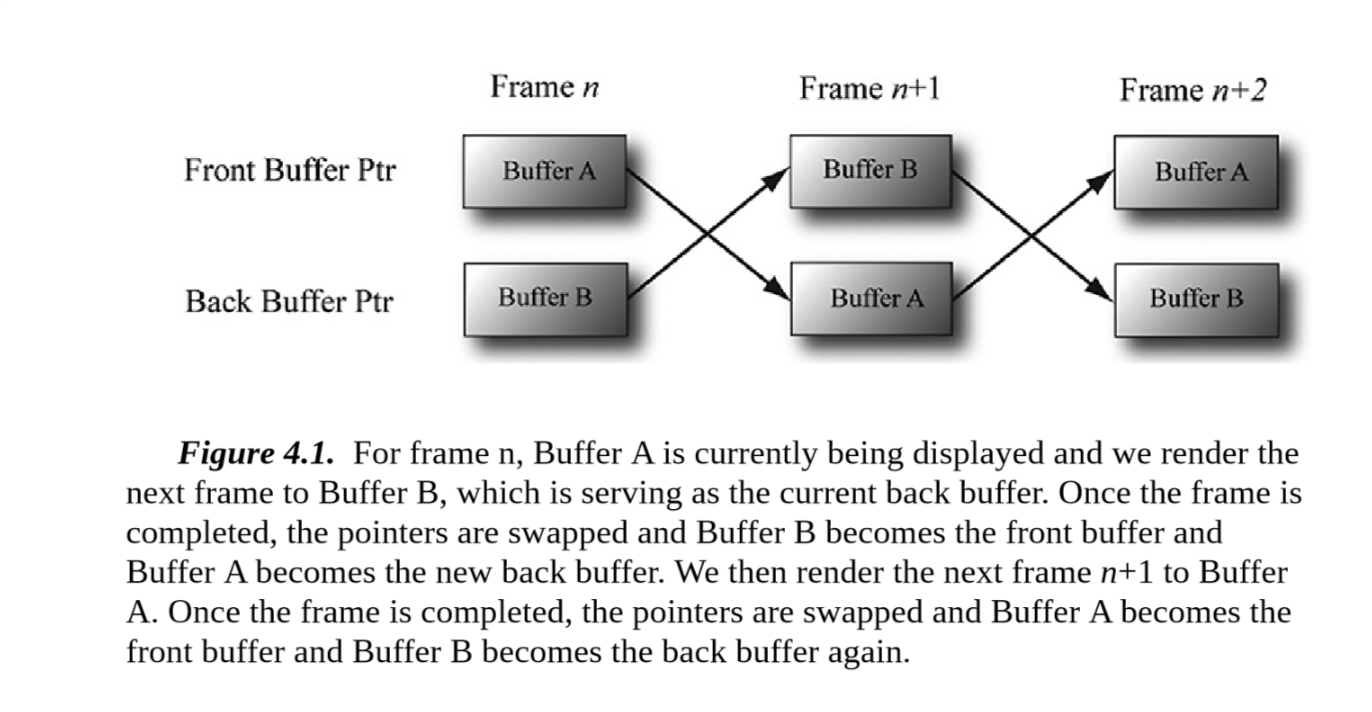 Frame n Frame n+1 Frame n+2
Front Buffer Ptr Buffer A Buffer B Buffer A
Back Buffer Ptr Buffer B Buffer A Buffer B
Figure 4.1. For frame n, Buffer A is currently being displayed and we render the
next frame to Buffer B, which is serving as the current back buffer. Once the frame is
completed, the pointers are swapped and Buffer B becomes the front buffer and
Buffer A becomes the new back buffer. We then render the next frame n+1 to Buffer
A. Once the frame is completed, the pointers are swapped and Buffer A becomes the
front buffer and Buffer B becomes the back buffer again.